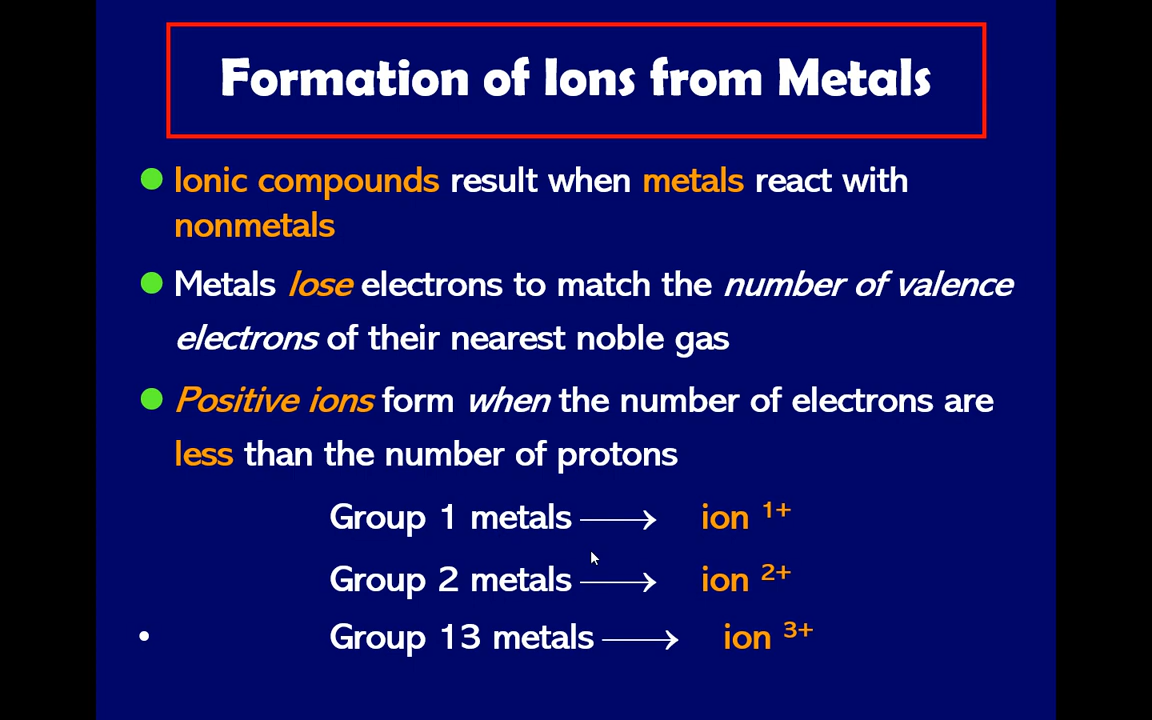 Formation of Ions from Metals
● Ionic compounds result when metals react with
nonmetals
● Metals lose electrons to match the number of valence
electrons of their nearest noble gas
● Positive ions form when the number of electrons are
less than the number of protons
Group 1 metals ⟶ ion 1+
Group 2 metals ⟶ ion 2+
• Group 13 metals ⟶ ion 3+